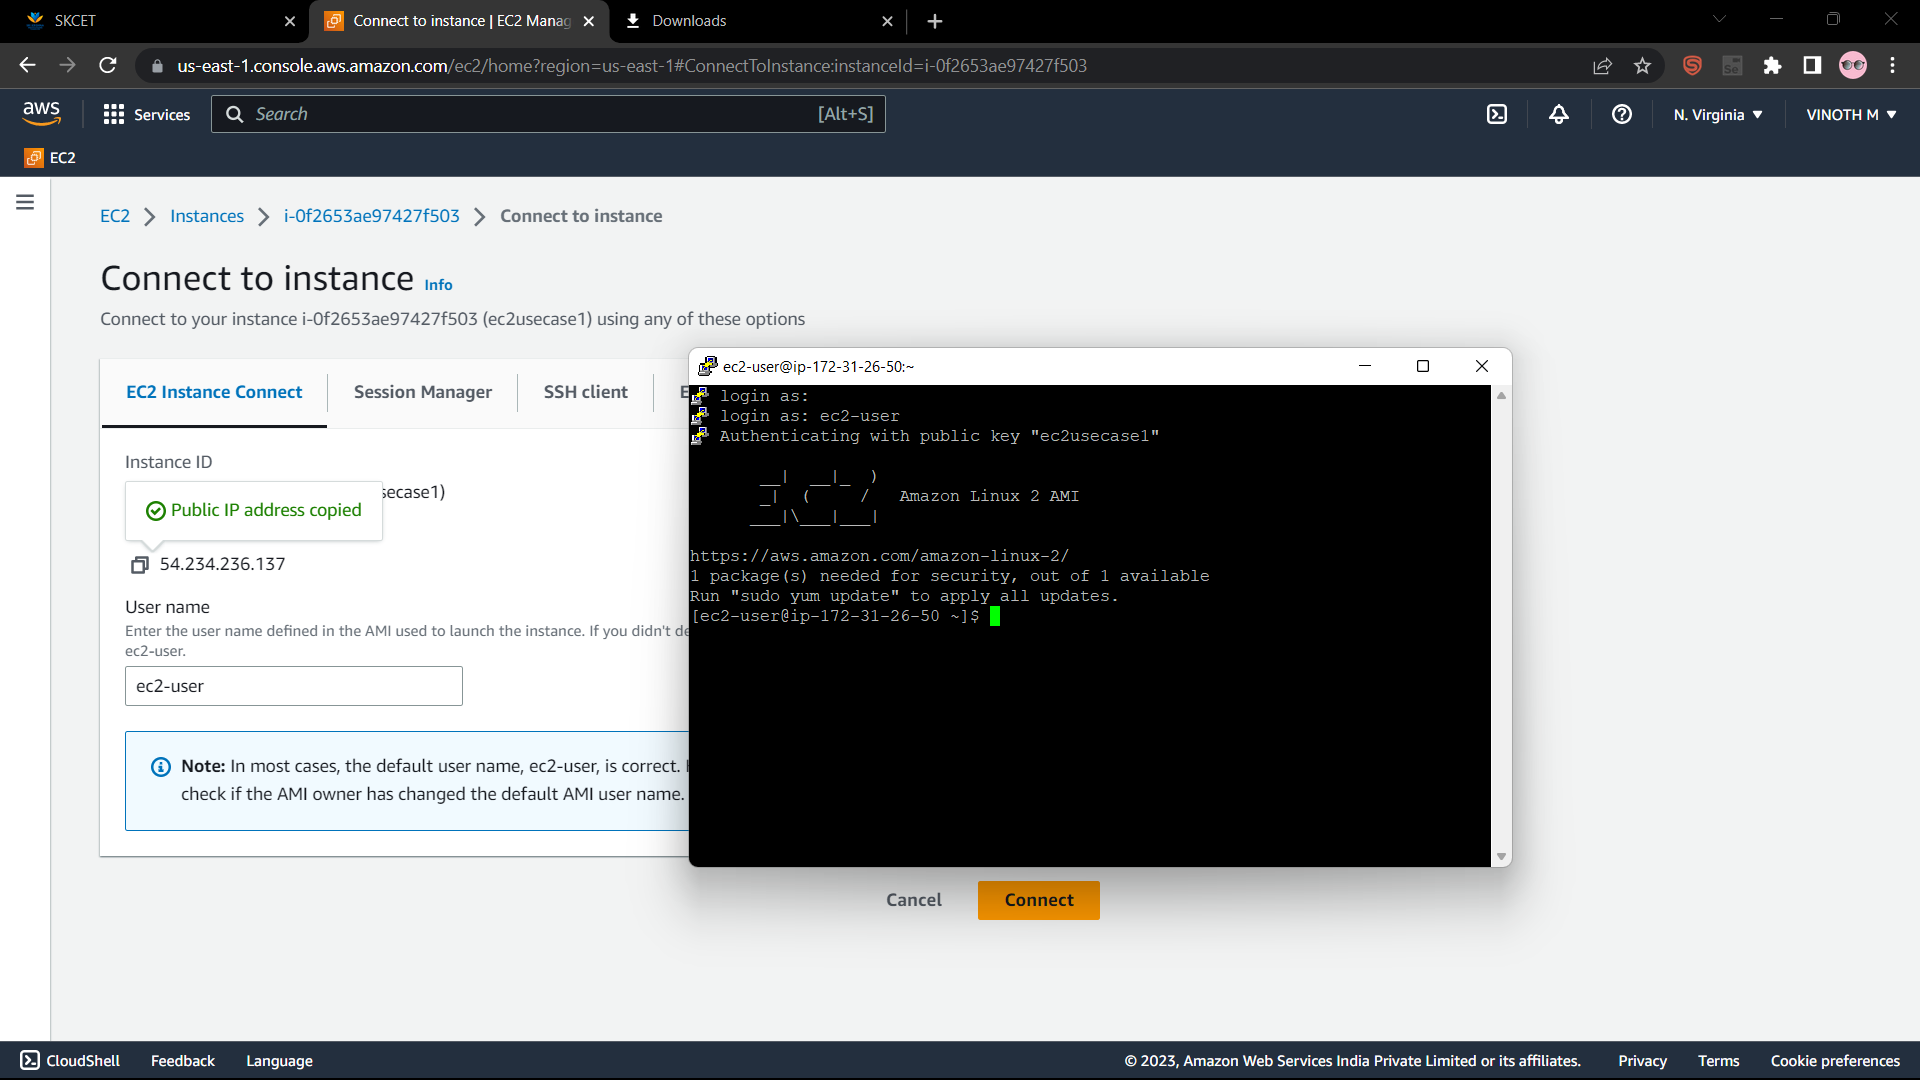 SKCET
Connect to instance | EC2 Manag
Downloads
us-east-1.console.aws.amazon.com/ec2/home?region=us-east-1#ConnectToInstance:instanceId=i-0f2653ae97427f503
aws
Services
Search
[Alt+S]
N. Virginia
VINOTH M
EC2
EC2
Instances
i-0f2653ae97427f503
Connect to instance
Connect to instance Info
Connect to your instance i-0f2653ae97427f503 (ec2usecase1) using any of these options
EC2 Instance Connect
Session Manager
SSH client
E
Instance ID
secase1)
Public IP address copied
54.234.236.137
User name
Enter the user name defined in the AMI used to launch the instance. If you didn't de
ec2-user.
ec2-user
Note: In most cases, the default user name, ec2-user, is correct.
check if the AMI owner has changed the default AMI user name.
ec2-user@ip-172-31-26-50:~
login as:
login as: ec2-user
Authenticating with public key "ec2usecase1"
__|  __|_  )
_|  (     /   Amazon Linux 2 AMI
___|\___|___|
https://aws.amazon.com/amazon-linux-2/
1 package(s) needed for security, out of 1 available
Run "sudo yum update" to apply all updates.
[ec2-user@ip-172-31-26-50 ~]$
Cancel
Connect
CloudShell
Feedback
Language
© 2023, Amazon Web Services India Private Limited or its affiliates.
Privacy
Terms
Cookie preferences